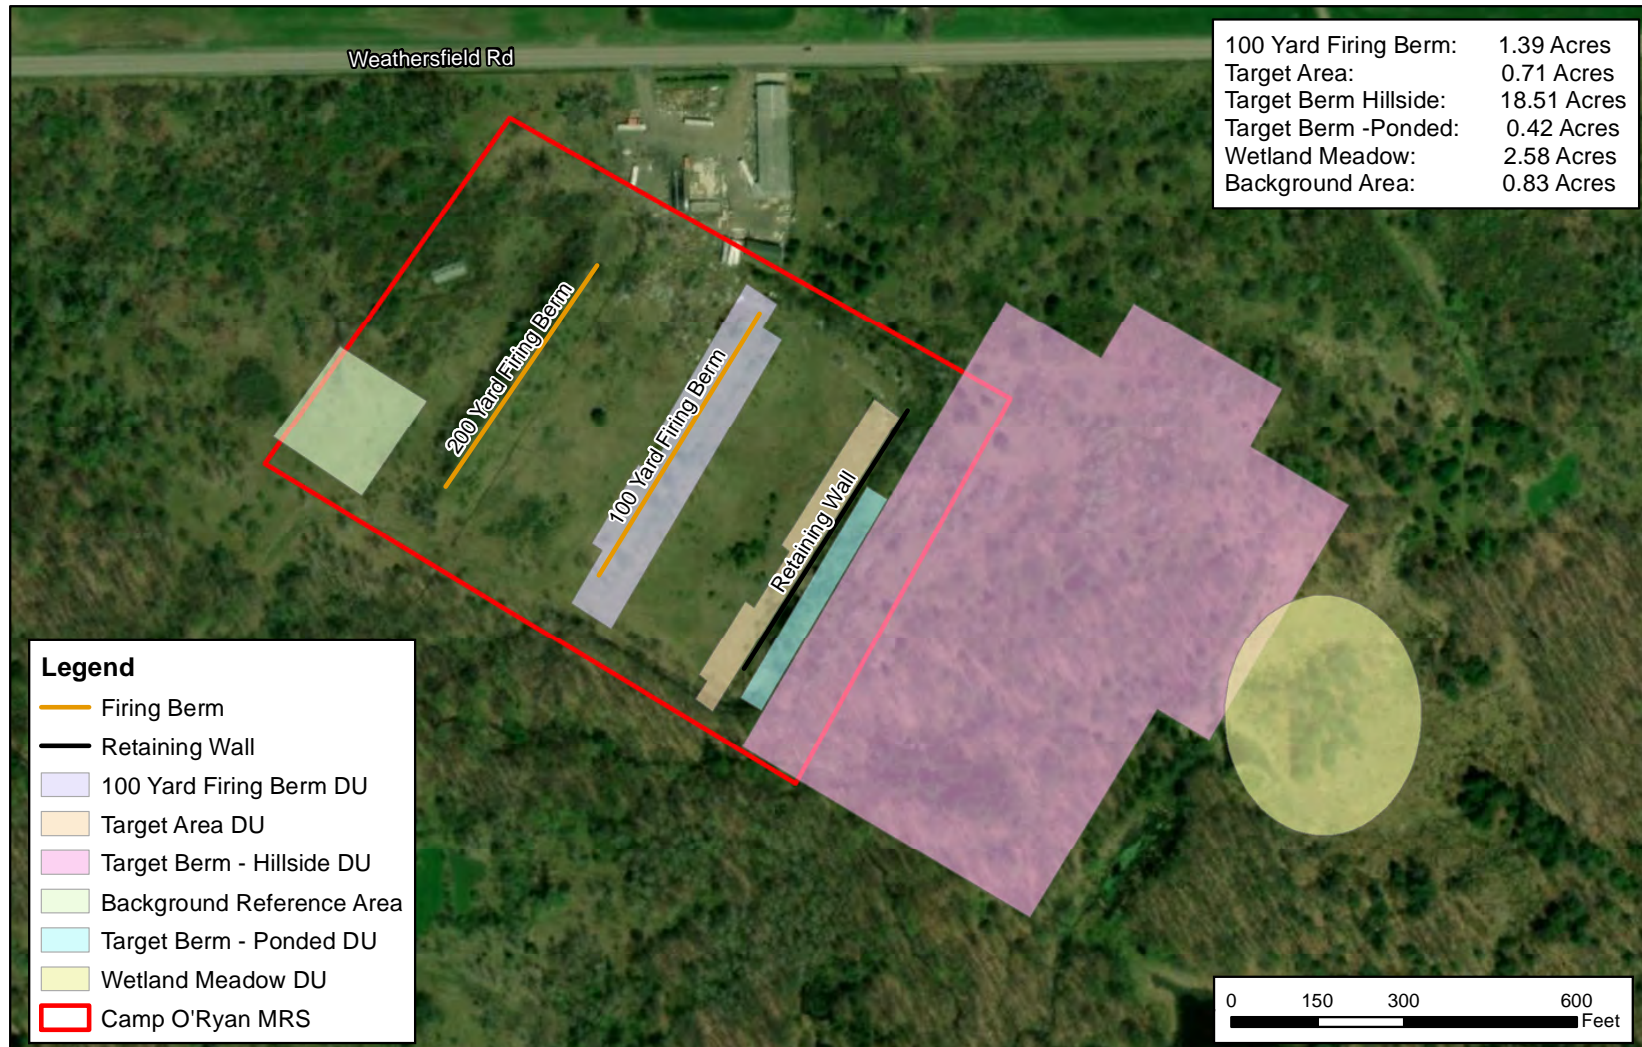 Weathersfield Rd
100 Yard Firing Berm: 1.39 Acres
Target Area: 0.71 Acres
Target Berm Hillside: 18.51 Acres
Target Berm -Ponded: 0.42 Acres
Wetland Meadow: 2.58 Acres
Background Area: 0.83 Acres
200 Yard Firing Berm
100 Yard Firing Berm
Retaining Wall
Legend
Firing Berm
Retaining Wall
100 Yard Firing Berm DU
Target Area DU
Target Berm - Hillside DU
Background Reference Area
Target Berm - Ponded DU
Wetland Meadow DU
Camp O'Ryan MRS
0 150 300 600
Feet